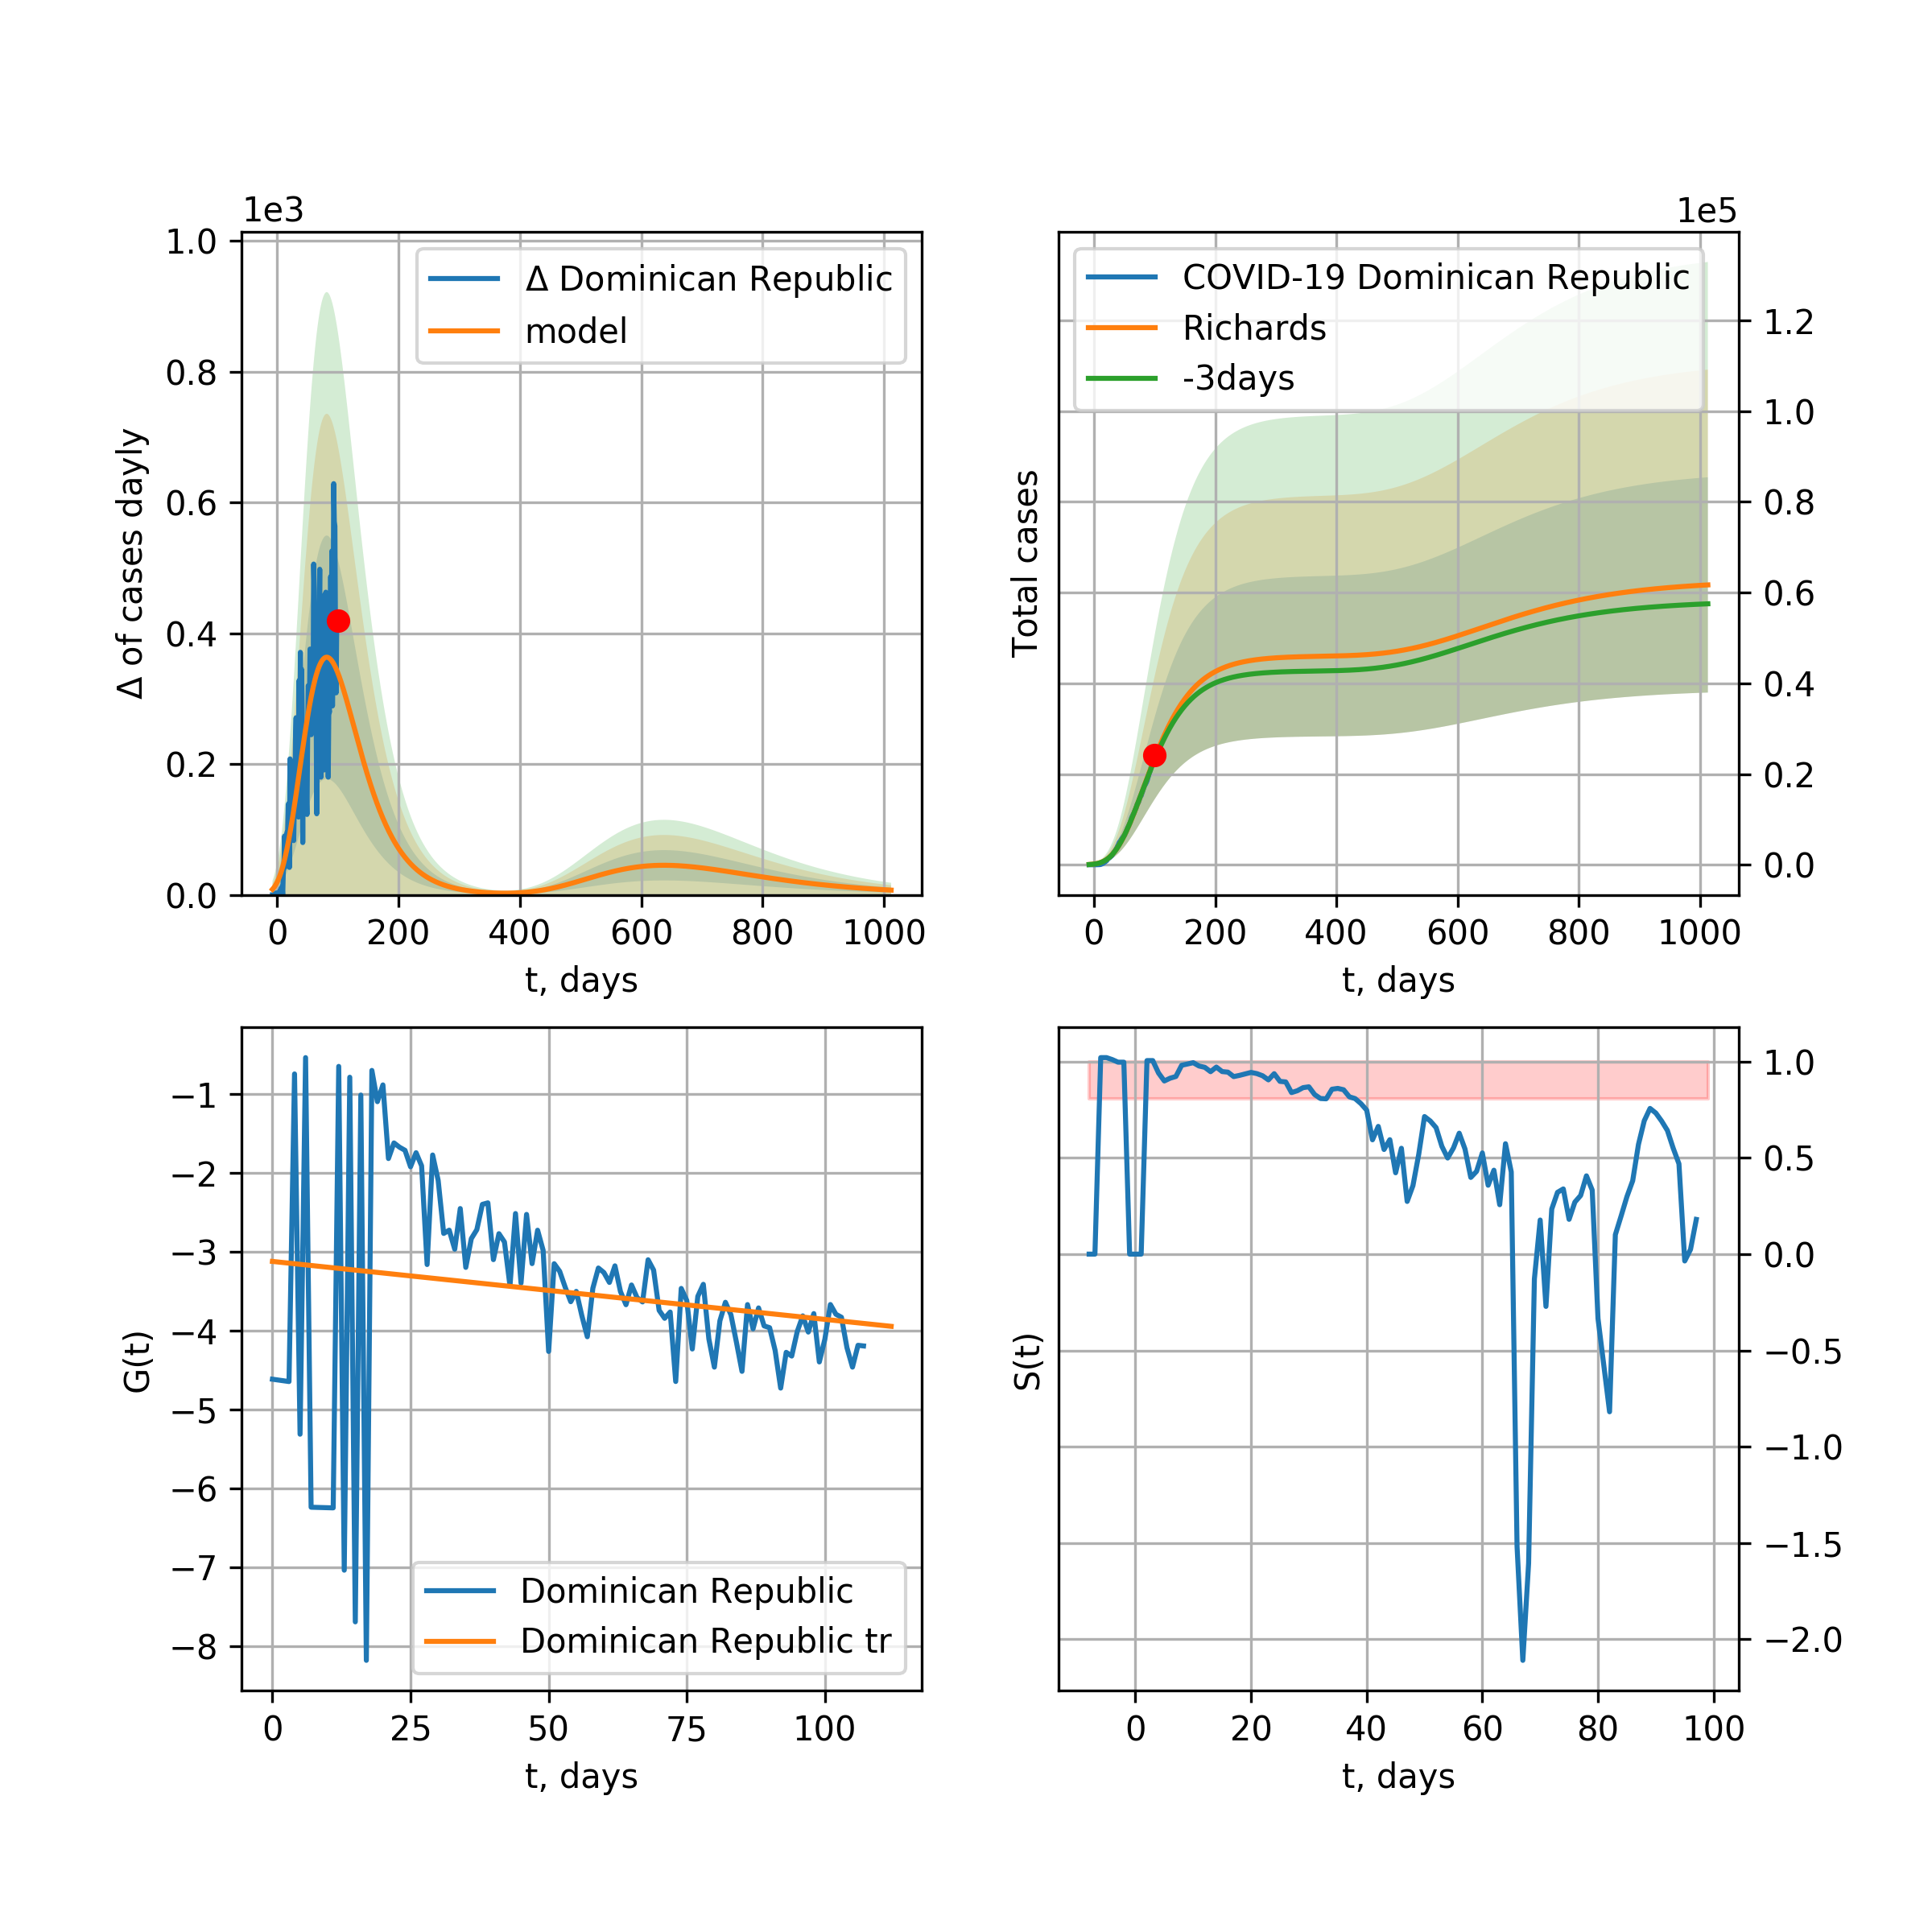 1e3
1.0
0.8
0.6
0.4
0.2
0.0
Δ of cases dayly
Δ Dominican Republic
model
0 200 400 600 800 1000
t, days
1e5
COVID-19 Dominican Republic
Richards
-3days
Total cases
1.2
1.0
0.8
0.6
0.4
0.2
0.0
0 200 400 600 800 1000
t, days
−1
−2
−3
−4
−5
−6
−7
−8
G(t)
Dominican Republic
Dominican Republic tr
0 25 50 75 100
t, days
S(t)
1.0
0.5
0.0
−0.5
−1.0
−1.5
−2.0
0 20 40 60 80 100
t, days